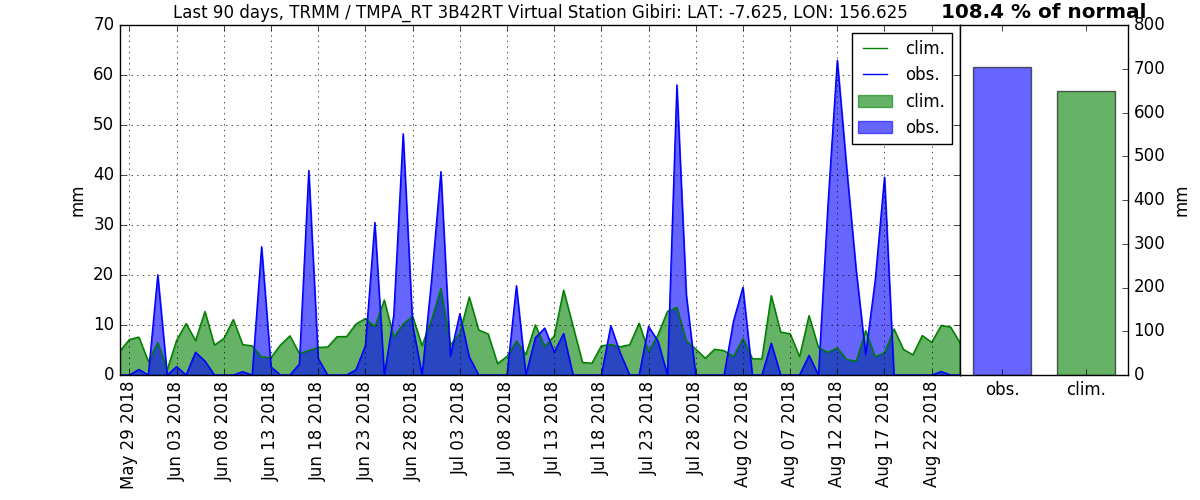 Last 90 days, TRMM / TMPA_RT 3B42RT Virtual Station Gibiri: LAT: -7.625, LON: 156.625
108.4 % of normal
70
60
50
40
30
20
10
0
mm
clim.
obs.
clim.
obs.
800
700
600
500
400
300
200
100
0
mm
obs.
clim.
May 29 2018
Jun 03 2018
Jun 08 2018
Jun 13 2018
Jun 18 2018
Jun 23 2018
Jun 28 2018
Jul 03 2018
Jul 08 2018
Jul 13 2018
Jul 18 2018
Jul 23 2018
Jul 28 2018
Aug 02 2018
Aug 07 2018
Aug 12 2018
Aug 17 2018
Aug 22 2018